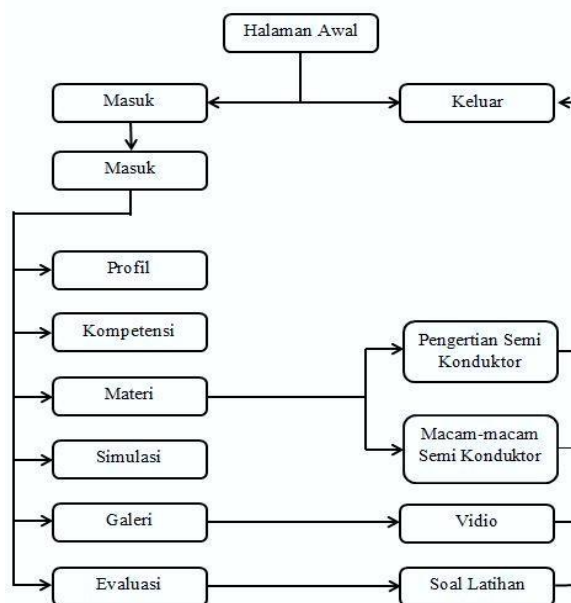 Halaman Awal
Masuk
Keluar
Masuk
Profil
Kompetensi
Pengertian Semi
Konduktor
Materi
Macam-macam
Semi Konduktor
Simulasi
Galeri
Vidio
Evaluasi
Soal Latihan